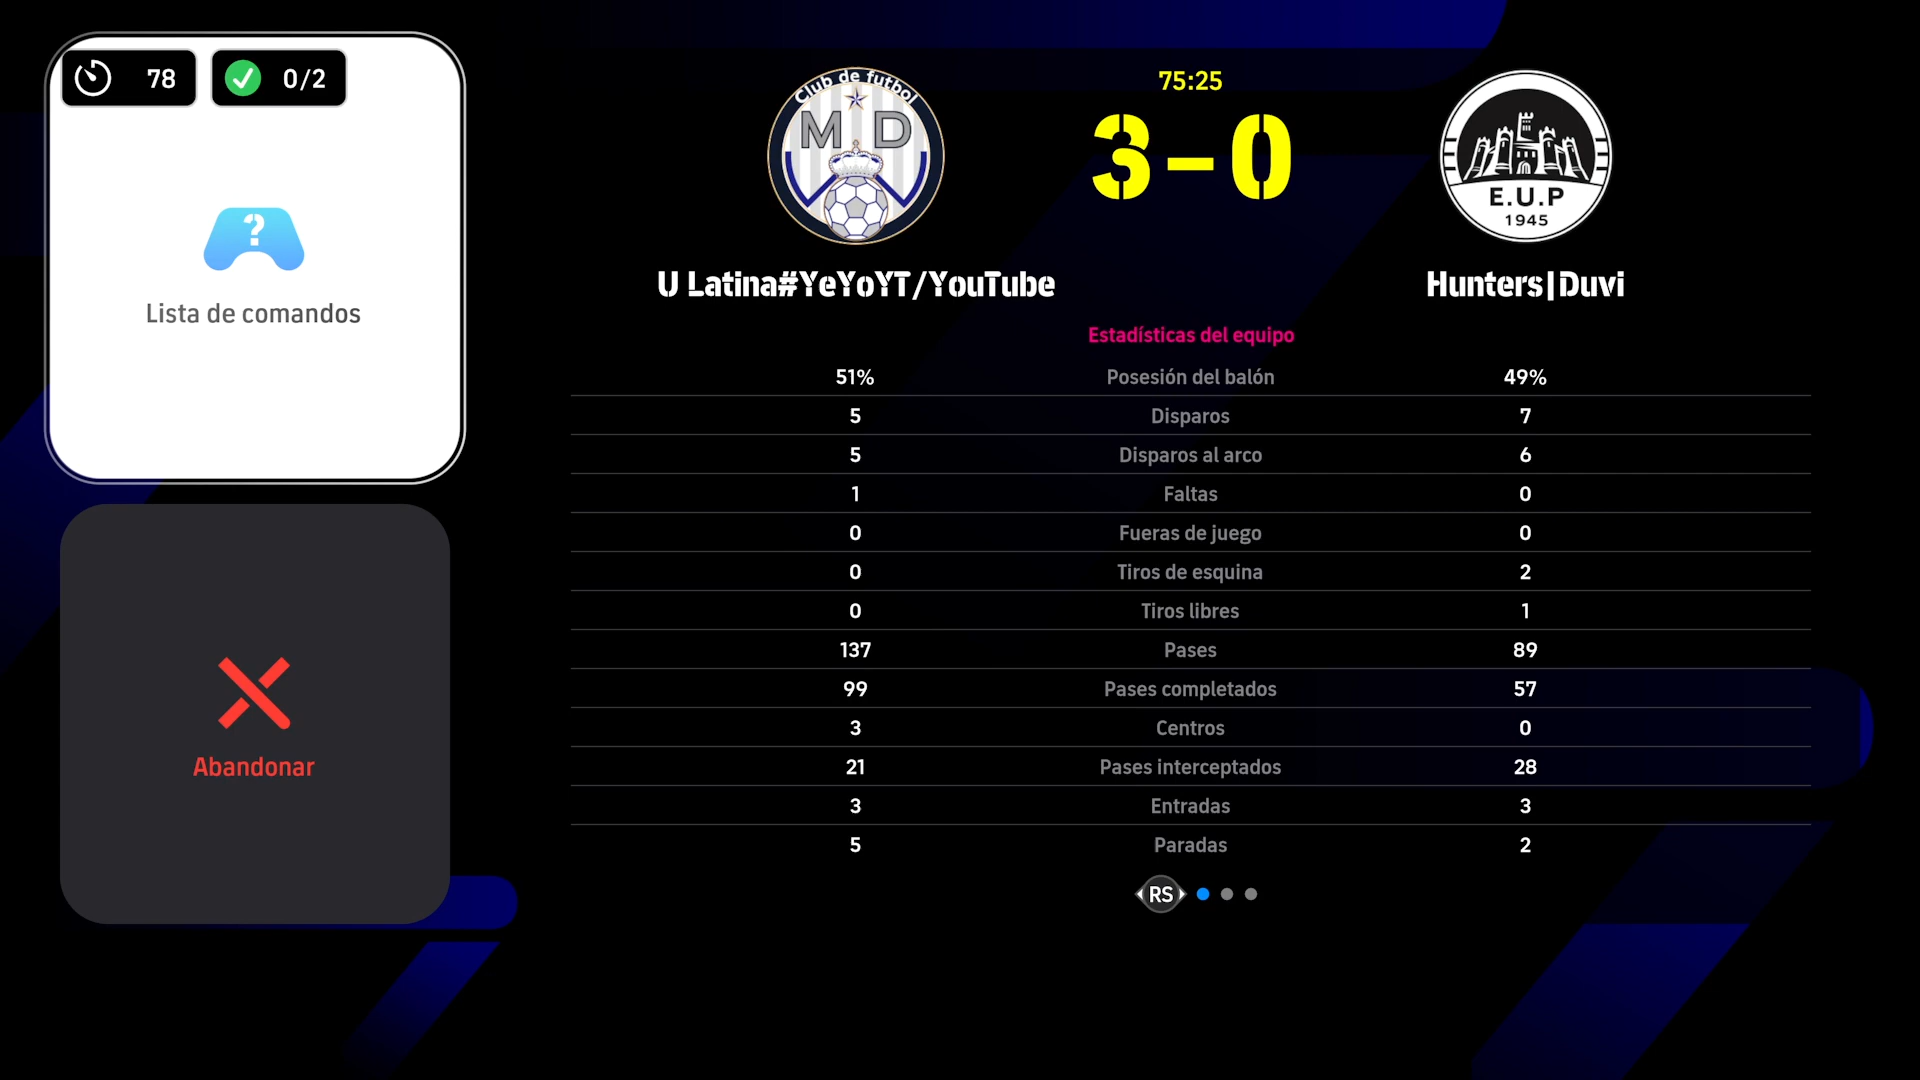 78
0/2
?
Lista de comandos
Abandonar
Club de futbol
M D
75:25
3-0
E.U.P
1945
U Latina#YeYoYT/YouTube
Hunters|Duvi
Estadísticas del equipo
51% Posesión del balón 49%
5 Disparos 7
5 Disparos al arco 6
1 Faltas 0
0 Fueras de juego 0
0 Tiros de esquina 2
0 Tiros libres 1
137 Pases 89
99 Pases completados 57
3 Centros 0
21 Pases interceptados 28
3 Entradas 3
5 Paradas 2
RS